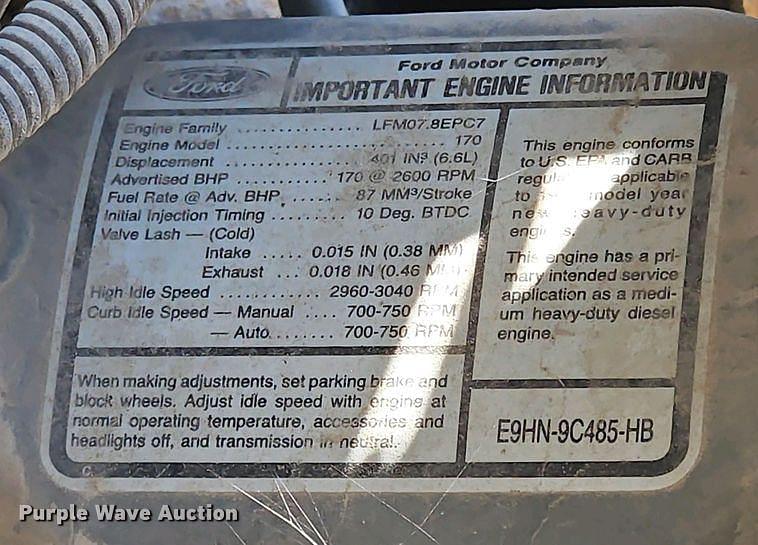 Ford
Ford Motor Company
IMPORTANT ENGINE INFORMATION
Engine Family ................ LFM07.8EPC7
Engine Model ........................ 170
Displacement ............. 401 IN³ (6.6L)
Advertised BHP ....... 170 @ 2600 RPM
Fuel Rate @ Adv. BHP ........ 87 MM³/Stroke
Initial Injection Timing ....... 10 Deg. BTDC
Valve Lash — (Cold)
Intake ..... 0.015 IN (0.38 MM)
Exhaust ... 0.018 IN (0.46 MM)
High Idle Speed ............ 2960-3040 RPM
Curb Idle Speed — Manual .... 700-750 RPM
— Auto........ 700-750 RPM
When making adjustments, set parking brake and
block wheels. Adjust idle speed with engine at
normal operating temperature, accessories and
headlights off, and transmission in neutral.
This engine conforms
to U.S. EPA and CARB
applicable
to model year
new heavy-duty
This engine has a pri-
mary intended service
application as a medi-
um heavy-duty diesel
engine.
E9HN-9C485-HB
Purple Wave Auction